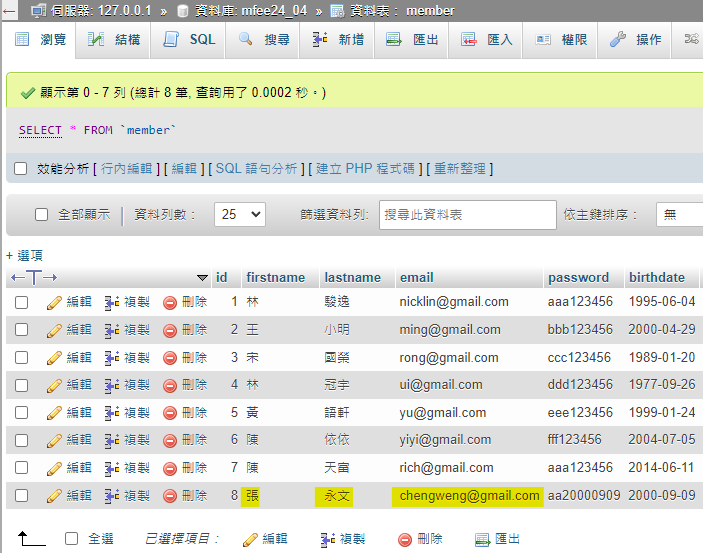 伺服器: 127.0.0.1 » 資料庫: mfee24_04 » 資料表: member
瀏覽 結構 SQL 搜尋 新增 匯出 匯入 權限 操作
顯示第 0 - 7 列 (總計 8 筆, 查詢用了 0.0002 秒。)
SELECT * FROM `member`
效能分析 [ 行內編輯 ] [ 編輯 ] [ SQL 語句分析 ] [ 建立 PHP 程式碼 ] [ 重新整理 ]
全部顯示 資料列數: 25 篩選資料列: 搜尋此資料表 依主鍵排序: 無
+ 選項
id firstname lastname email password birthdate
編輯 複製 刪除 1 林 駿逸 nicklin@gmail.com aaa123456 1995-06-04
編輯 複製 刪除 2 王 小明 ming@gmail.com bbb123456 2000-04-29
編輯 複製 刪除 3 宋 國榮 rong@gmail.com ccc123456 1989-01-20
編輯 複製 刪除 4 林 冠宇 ui@gmail.com ddd123456 1977-09-26
編輯 複製 刪除 5 黃 語軒 yu@gmail.com eee123456 1999-01-24
編輯 複製 刪除 6 陳 依依 yiyi@gmail.com fff123456 2004-07-05
編輯 複製 刪除 7 陳 天 rich@gmail.com aaa123456 2014-06-11
編輯 複製 刪除 8 張 永文 chengweng@gmail.com aa20000909 2000-09-09
全選 已選擇項目: 編輯 複製 刪除 匯出